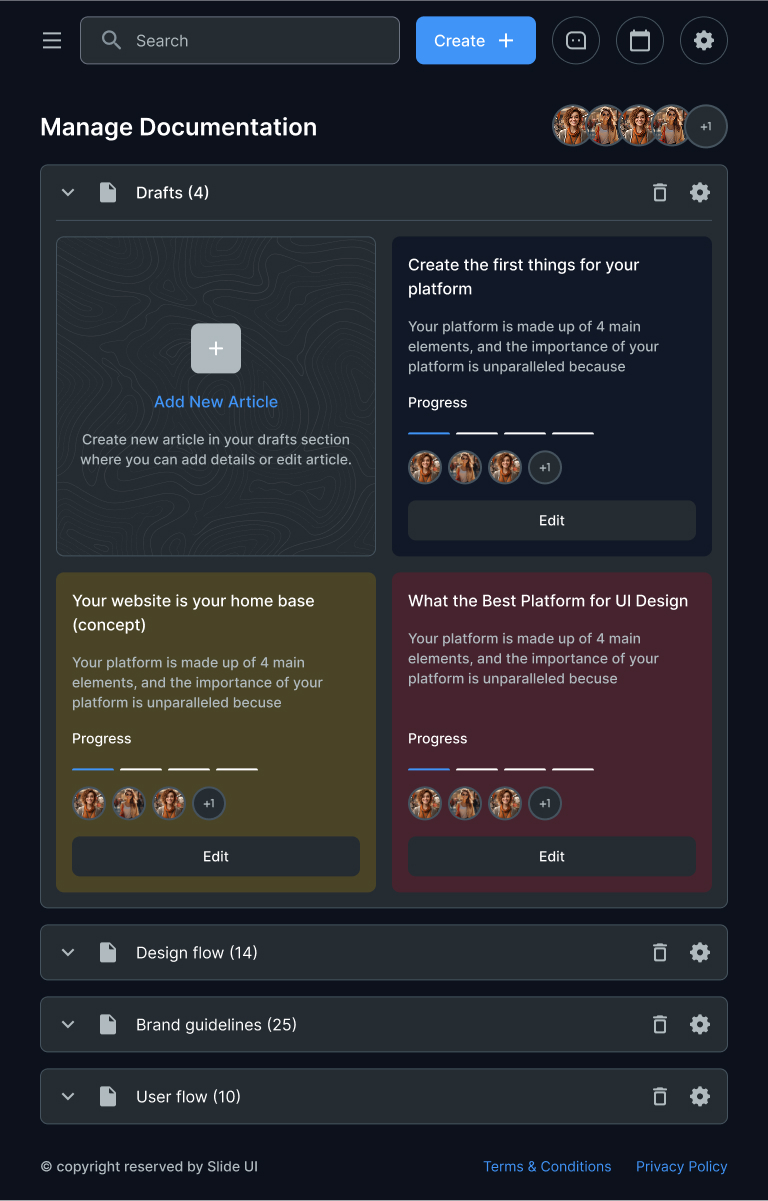 Search
Create
Manage Documentation
+1
Drafts (4)
Add New Article
Create new article in your drafts section
where you can add details or edit article.
Create the first things for your
platform
Your platform is made up of 4 main
elements, and the importance of your
platform is unparalleled because
Progress
+1
Edit
Your website is your home base
(concept)
Your platform is made up of 4 main
elements, and the importance of your
platform is unparalleled becuse
Progress
+1
Edit
What the Best Platform for UI Design
Your platform is made up of 4 main
elements, and the importance of your
platform is unparalleled becuse
Progress
+1
Edit
Design flow (14)
Brand guidelines (25)
User flow (10)
© copyright reserved by Slide UI
Terms & Conditions
Privacy Policy